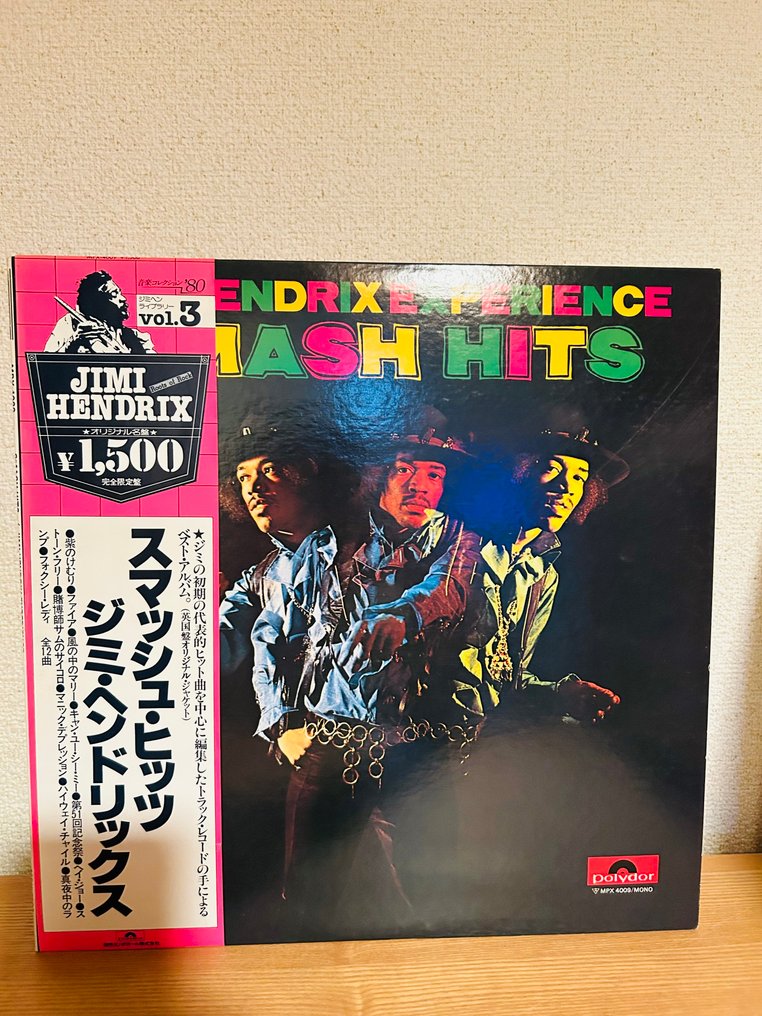 音楽コレクション'80
ジミヘン
ライブラリー
vol.3
JIMI
Roots of Rock
HENDRIX
★オリジナル名盤★
¥1,500
完全限定盤
スマッシュ・ヒッツ
ジミ・ヘンドリックス
★ジミの初期の代表的ヒット曲を中心に編集したトラック・レコードの手による
ベスト・アルバム。(英国盤オリジナル・ジャケット)
●紫のけむり●ファイア●風の中のマリー●キャン・ユー・シー・ミー●第51回記念祭●ヘイ・ジョー●ス
トーン・フリー●賭博師サムのサイコロ●マニック・デプレッション●ハイウェイ・チャイル●真夜中のラ
ンプ●フォクシー・レディ 全12曲
ENDRIX EXPERIENCE
MASH HITS
polydor
MPX 4009/MONO